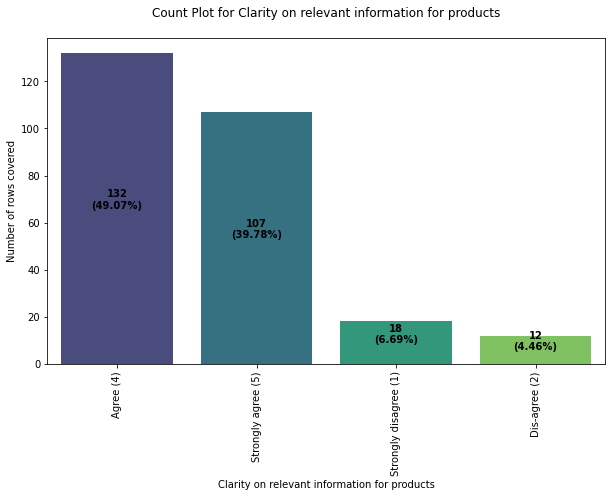 Count Plot for Clarity on relevant information for products
Number of rows covered
120
100
80
60
40
20
0
132
(49.07%)
107
(39.78%)
18
(6.69%)
12
(4.46%)
Agree (4)
Strongly agree (5)
Strongly disagree (1)
Dis-agree (2)
Clarity on relevant information for products